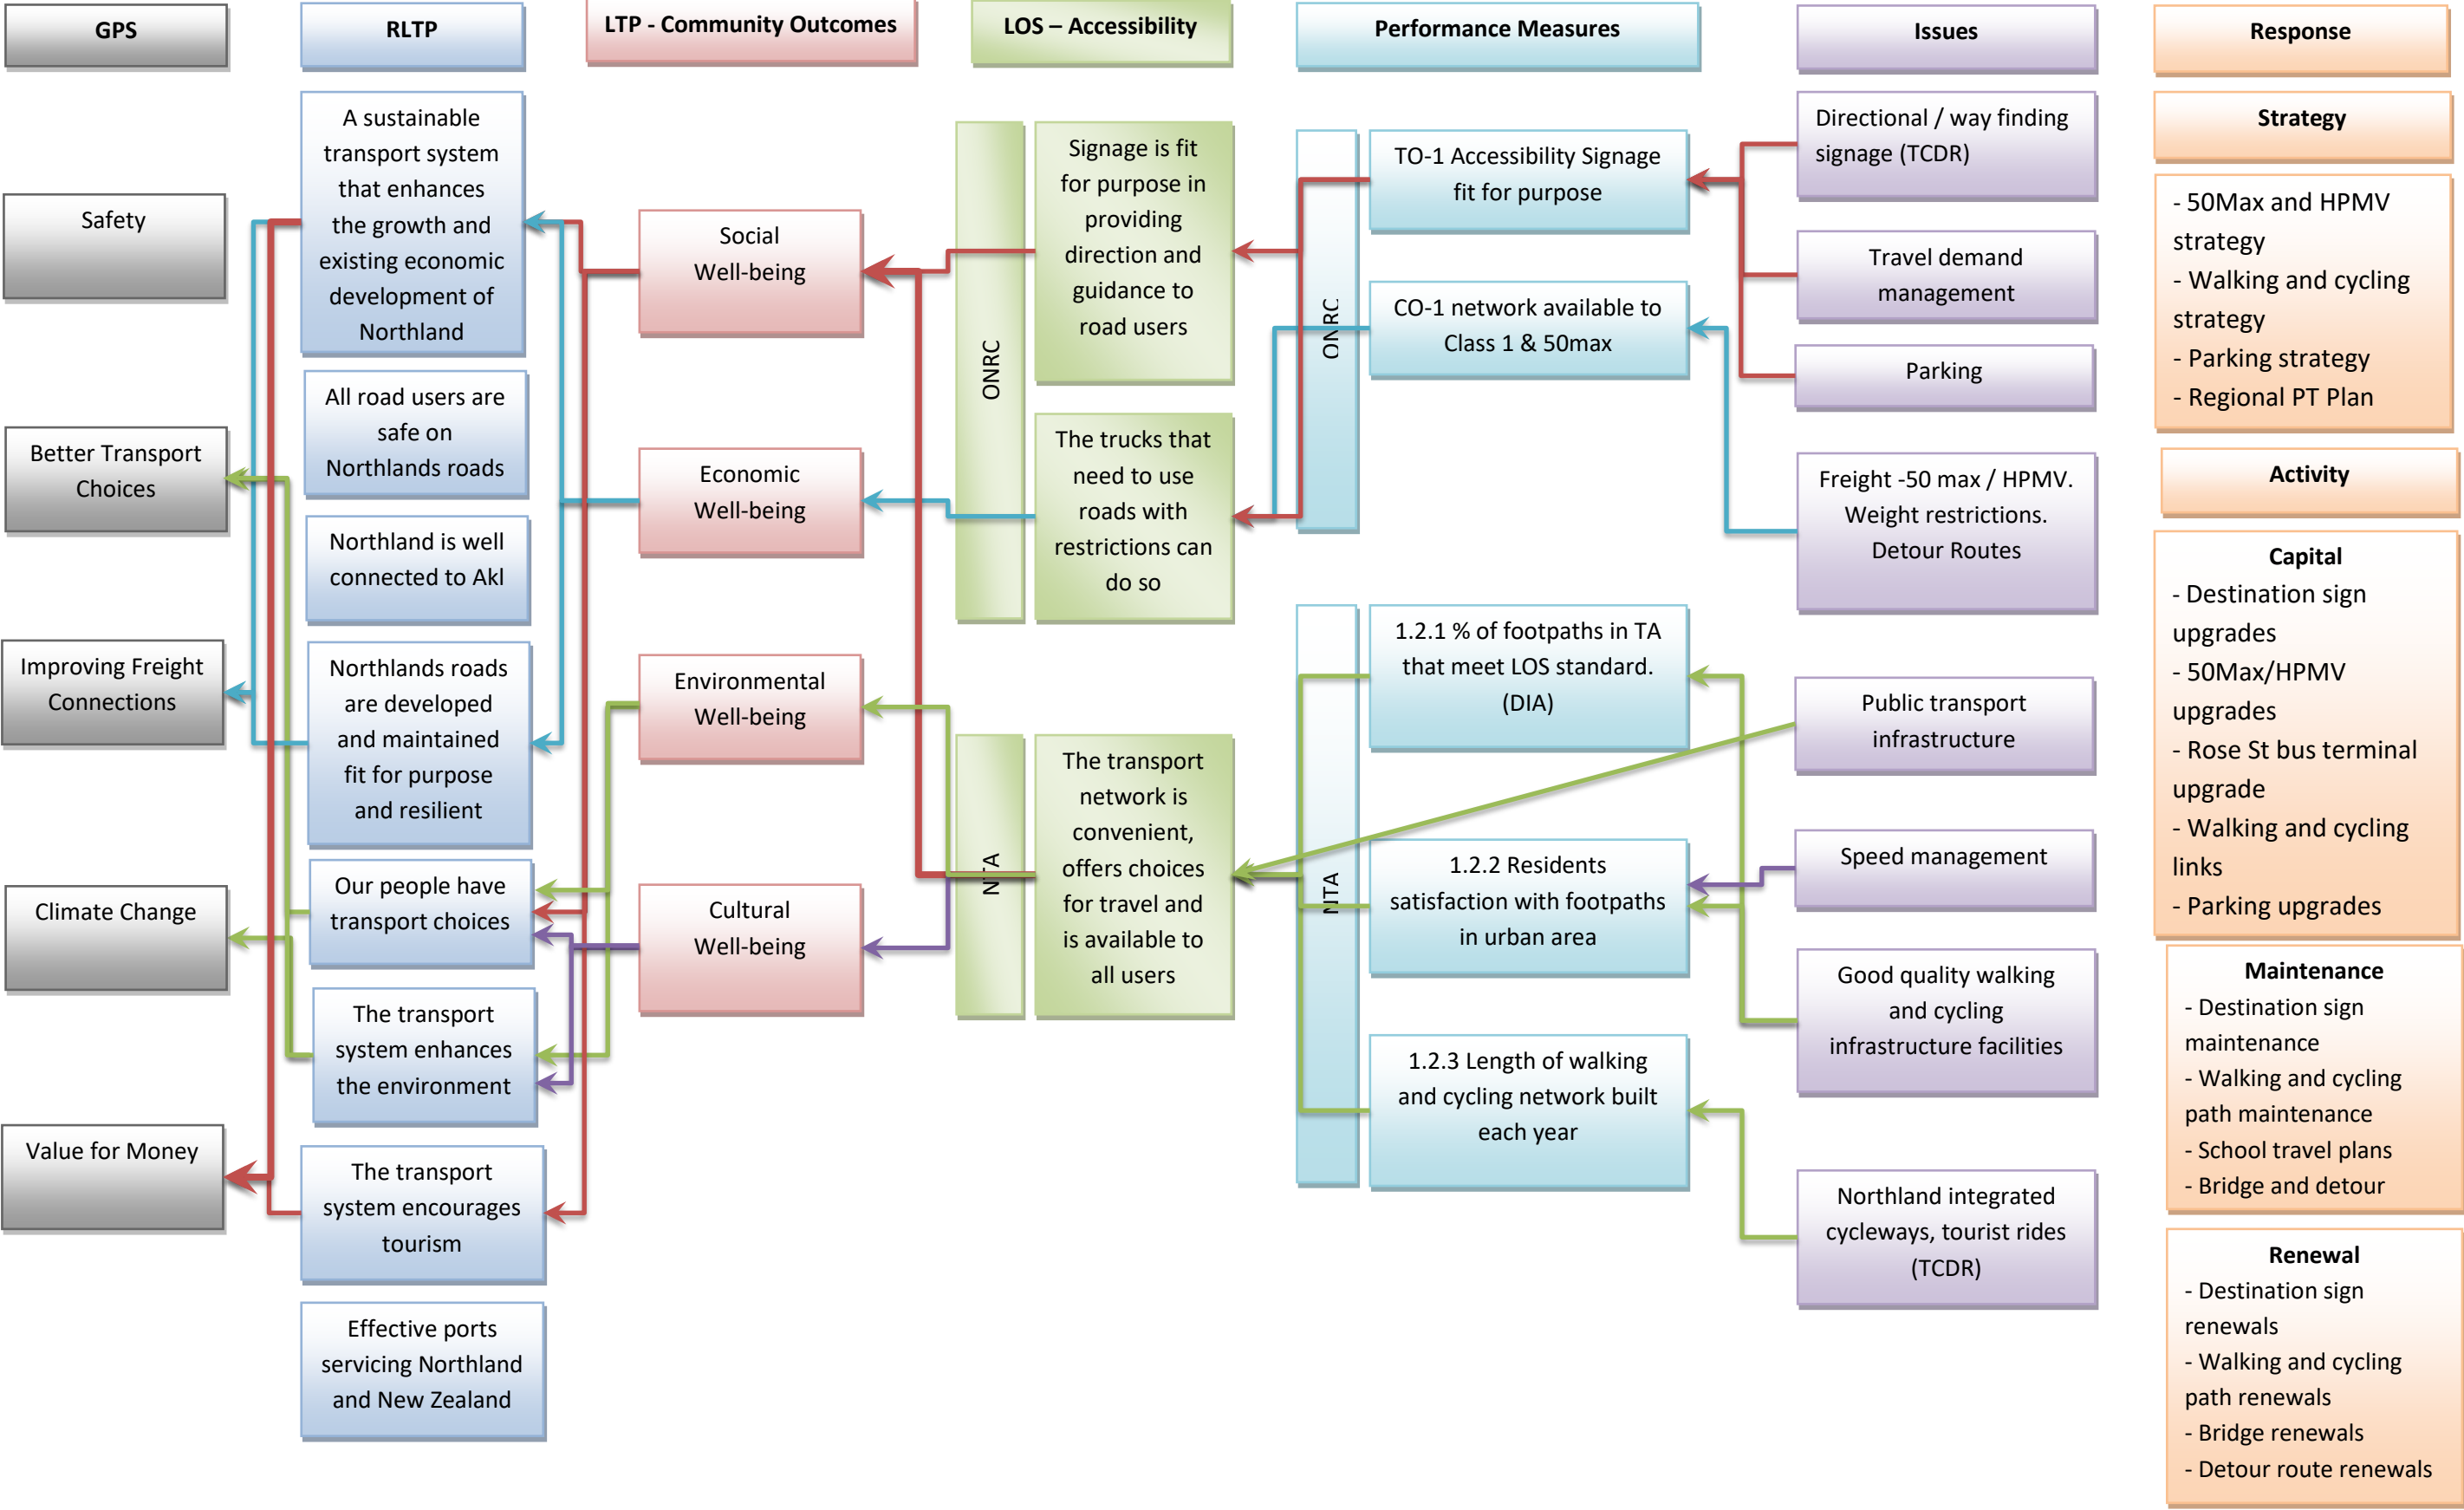 GPS
RLTP
LTP - Community Outcomes
LOS – Accessibility
Performance Measures
Issues
Response
Safety
Better Transport
Choices
Improving Freight
Connections
Climate Change
Value for Money
A sustainable
transport system
that enhances
the growth and
existing economic
development of
Northland
All road users are
safe on
Northlands roads
Northland is well
connected to Akl
Northlands roads
are developed
and maintained
fit for purpose
and resilient
Our people have
transport choices
The transport
system enhances
the environment
The transport
system encourages
tourism
Effective ports
servicing Northland
and New Zealand
Social
Well-being
Economic
Well-being
Environmental
Well-being
Cultural
Well-being
ONRC
NTA
Signage is fit
for purpose in
providing
direction and
guidance to
road users
The trucks that
need to use
roads with
restrictions can
do so
The transport
network is
convenient,
offers choices
for travel and
is available to
all users
ONRC
NTA
TO-1 Accessibility Signage
fit for purpose
CO-1 network available to
Class 1 & 50max
1.2.1 % of footpaths in TA
that meet LOS standard.
(DIA)
1.2.2 Residents
satisfaction with footpaths
in urban area
1.2.3 Length of walking
and cycling network built
each year
Directional / way finding
signage (TCDR)
Travel demand
management
Parking
Freight -50 max / HPMV.
Weight restrictions.
Detour Routes
Public transport
infrastructure
Speed management
Good quality walking
and cycling
infrastructure facilities
Northland integrated
cycleways, tourist rides
(TCDR)
Strategy
- 50Max and HPMV
strategy
- Walking and cycling
strategy
- Parking strategy
- Regional PT Plan
Activity
Capital
- Destination sign
upgrades
- 50Max/HPMV
upgrades
- Rose St bus terminal
upgrade
- Walking and cycling
links
- Parking upgrades
Maintenance
- Destination sign
maintenance
- Walking and cycling
path maintenance
- School travel plans
- Bridge and detour
Renewal
- Destination sign
renewals
- Walking and cycling
path renewals
- Bridge renewals
- Detour route renewals